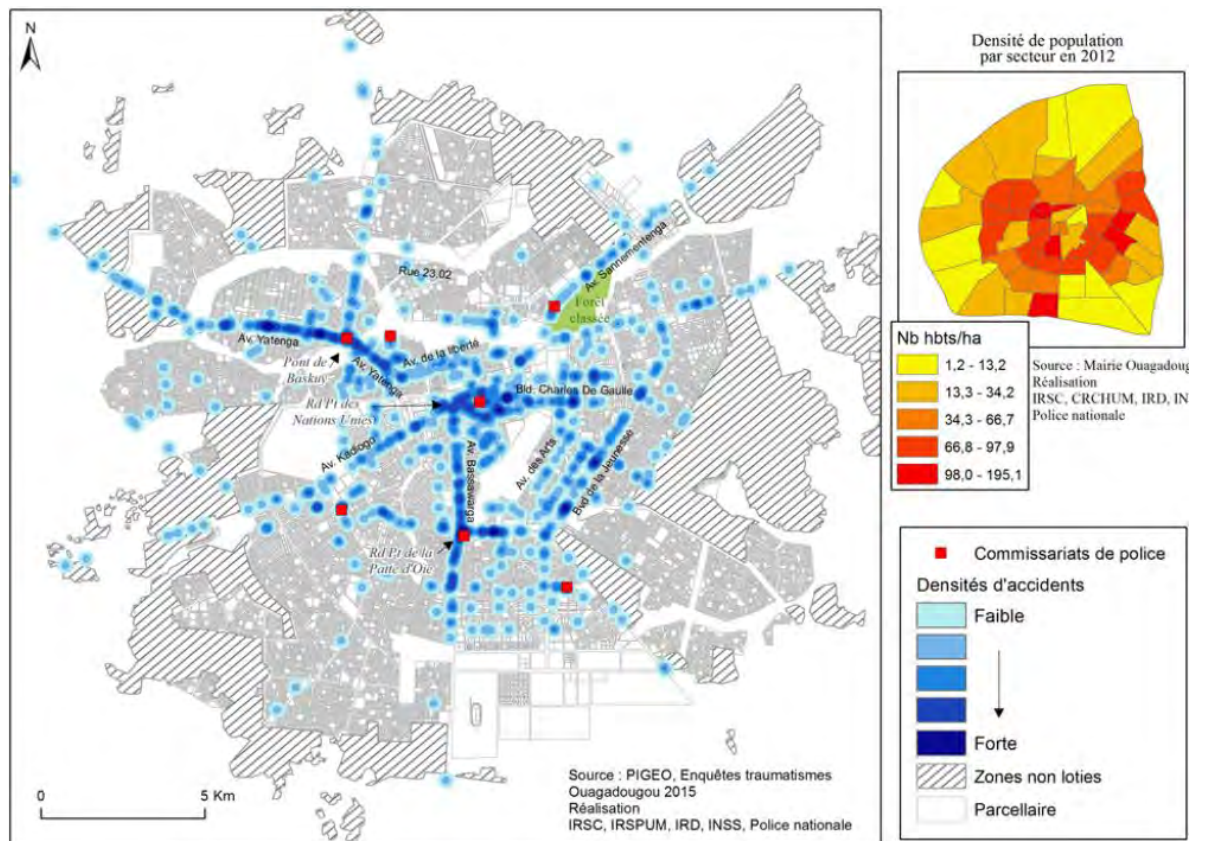 N
Rue 23.02
Av. Sannementenga
Forêt
classée
Av. Yatenga
Pont de
Baskuy
Av. Yatenga
Av. de la liberté
Rd Pt des
Nations Unies
Bld. Charles De Gaulle
Av. Kadiogo
Av. Bassawarga
Av. des Arts
Bvd de la Jeunesse
Rd Pt de la
Patte d'Oie
0
5 Km
Source : PIGEO, Enquêtes traumatismes
Ouagadougou 2015
Réalisation
IRSC, IRSPUM, IRD, INSS, Police nationale
Densité de population
par secteur en 2012
Nb hbts/ha
1,2 - 13,2
13,3 - 34,2
34,3 - 66,7
66,8 - 97,9
98,0 - 195,1
Source : Mairie Ouagadoug
Réalisation
IRSC, CRCHUM, IRD, IN
Police nationale
Commissariats de police
Densités d'accidents
Faible
Forte
Zones non loties
Parcellaire